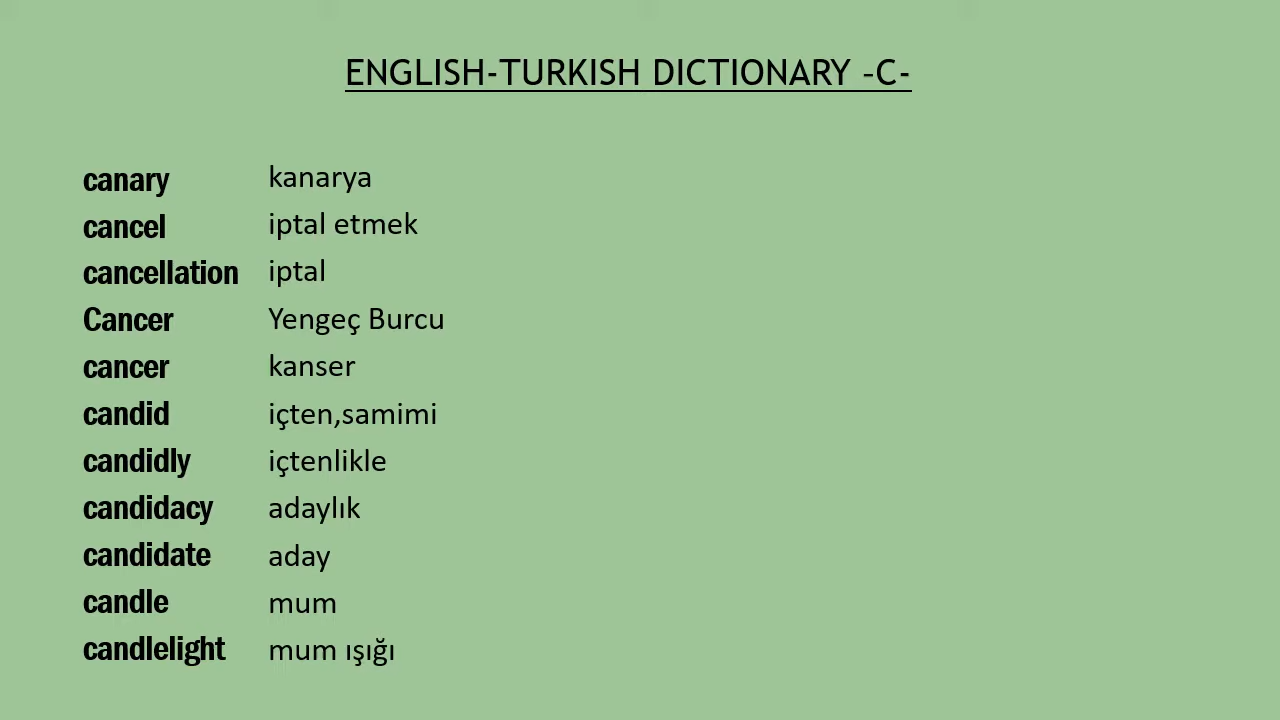 ENGLISH-TURKISH DICTIONARY –C-
canary kanarya
cancel iptal etmek
cancellation iptal
Cancer Yengeç Burcu
cancer kanser
candid içten,samimi
candidly içtenlikle
candidacy adaylık
candidate aday
candle mum
candlelight mum ışığı